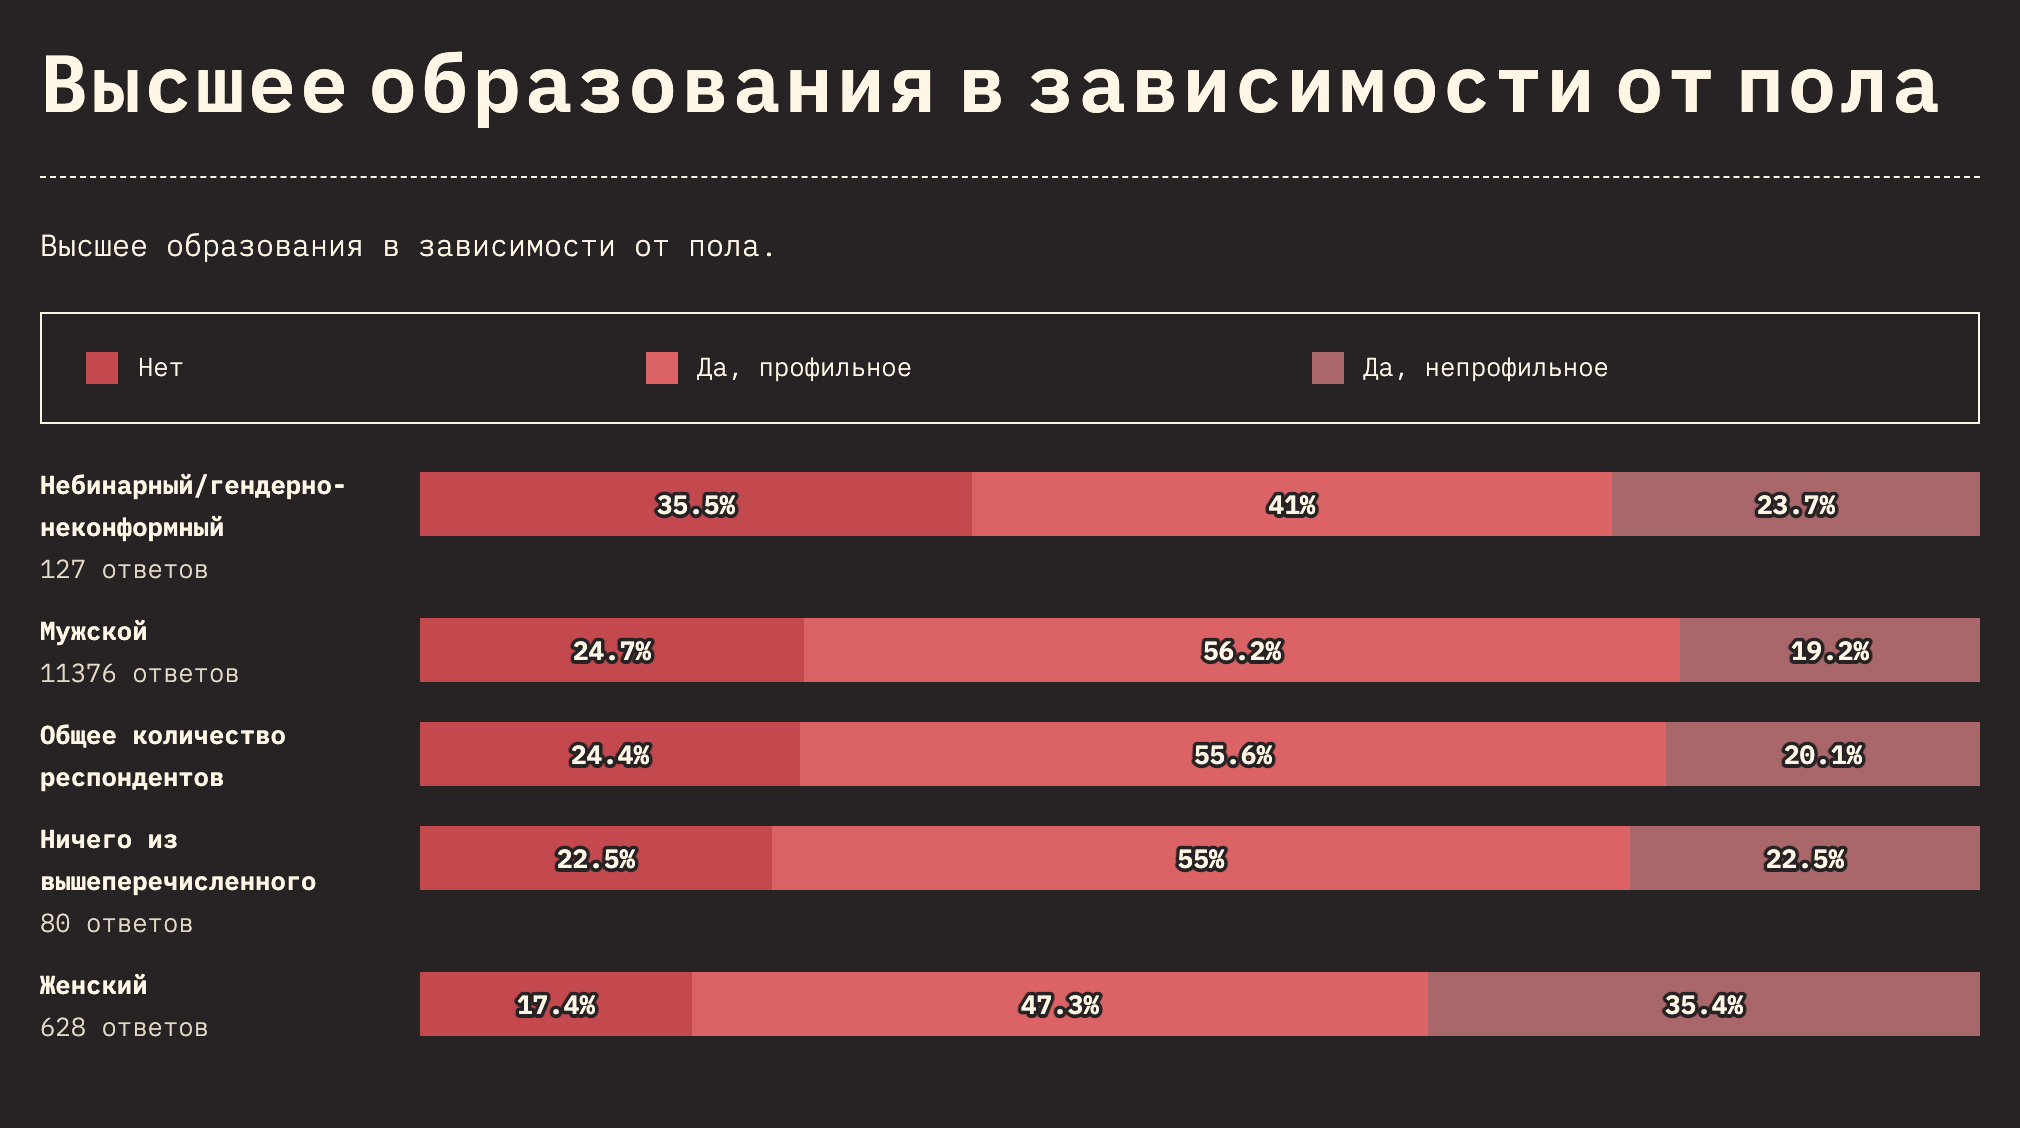 Высшее образования в зависимости от пола
Высшее образования в зависимости от пола.
Нет
Да, профильное
Да, непрофильное
Небинарный/гендерно-
неконформный
127 ответов
35.5% 41% 23.7%
Мужской
11376 ответов
24.7% 56.2% 19.2%
Общее количество
респондентов
24.4% 55.6% 20.1%
Ничего из
вышеперечисленного
80 ответов
22.5% 55% 22.5%
Женский
628 ответов
17.4% 47.3% 35.4%